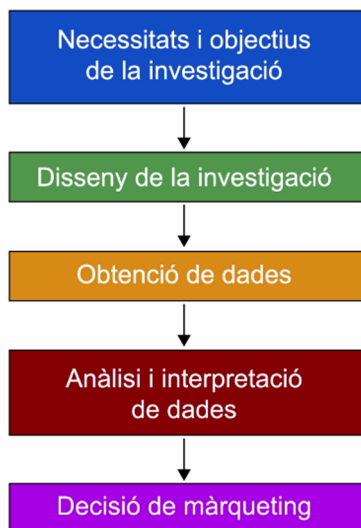 Necessitats i objectius
de la investigació
Disseny de la investigació
Obtenció de dades
Anàlisi i interpretació
de dades
Decisió de màrqueting